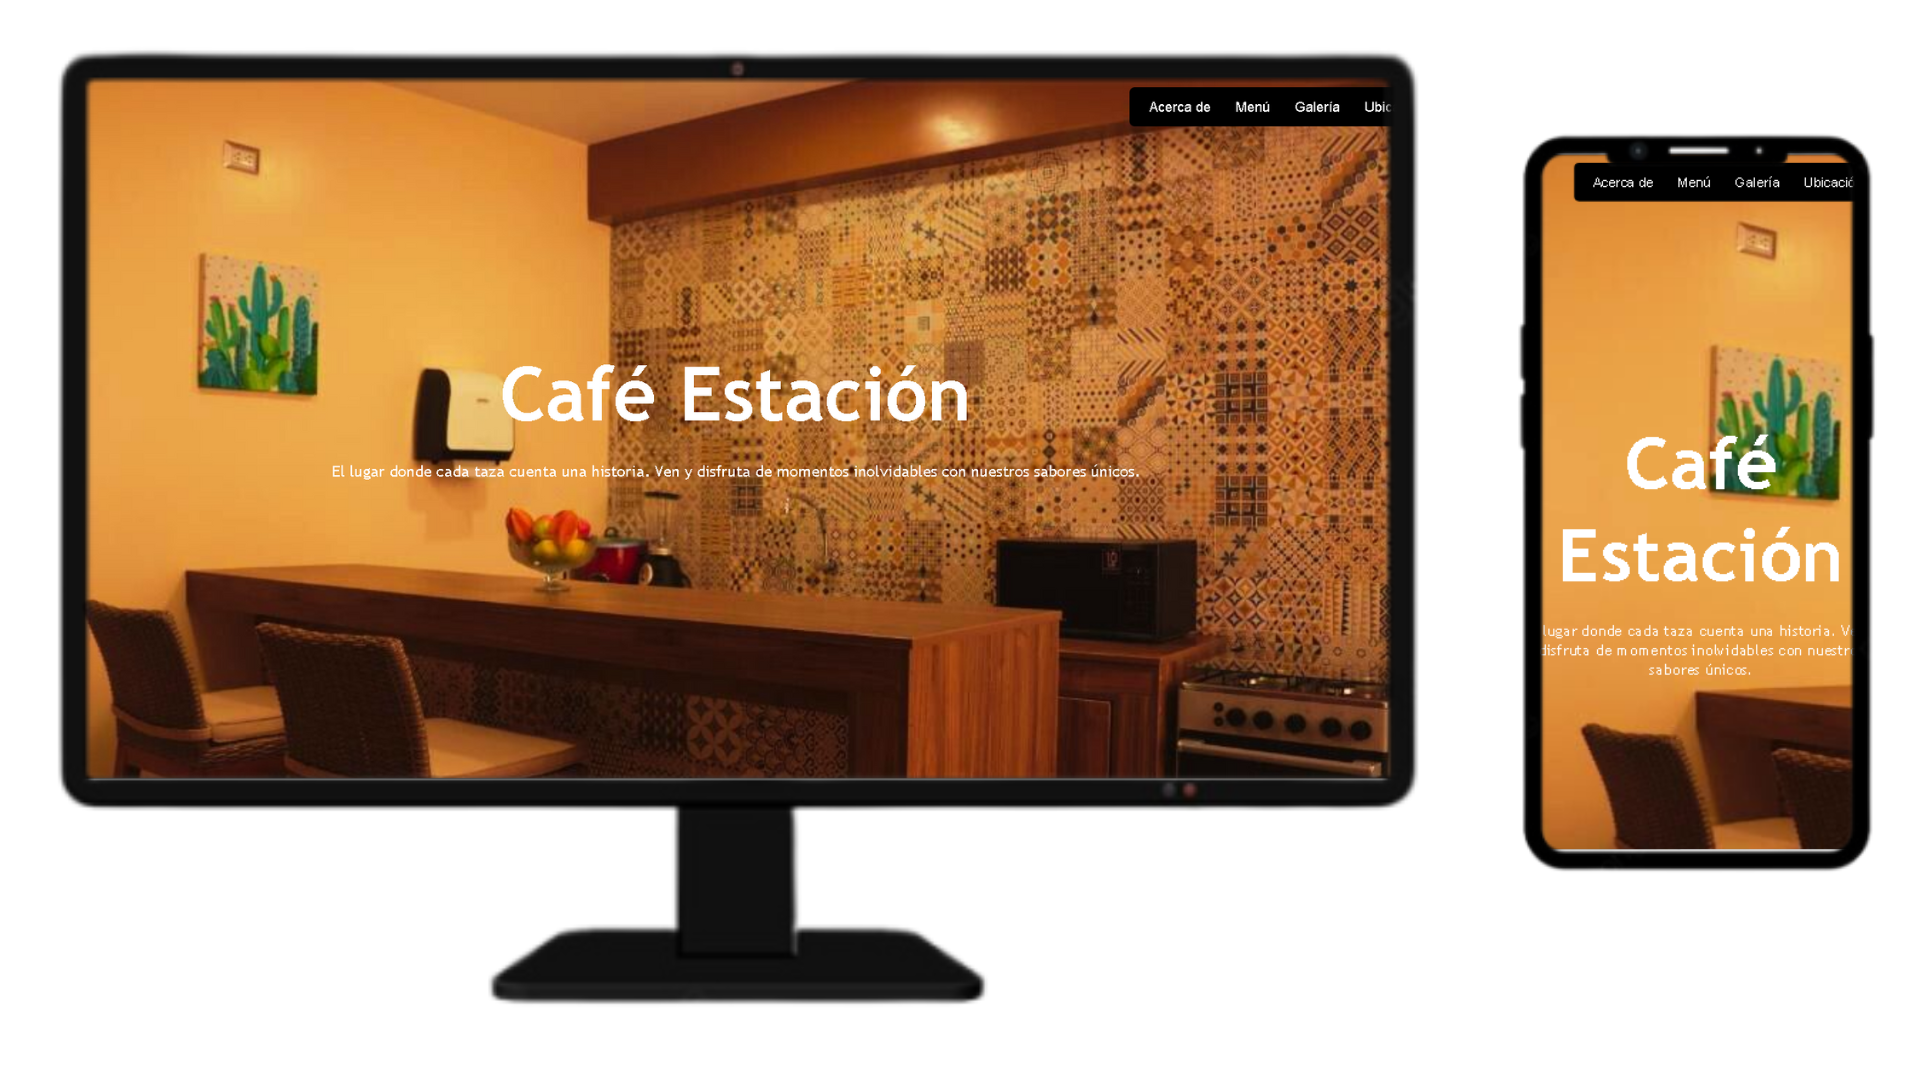 Acerca de Menú Galería Ubic
Café Estación
El lugar donde cada taza cuenta una historia. Ven y disfruta de momentos inolvidables con nuestros sabores únicos.
Acerca de Menú Galería Ubicació
Café
Estación
lugar donde cada taza cuenta una historia. V
disfruta de momentos inolvidables con nuestr
sabores únicos.